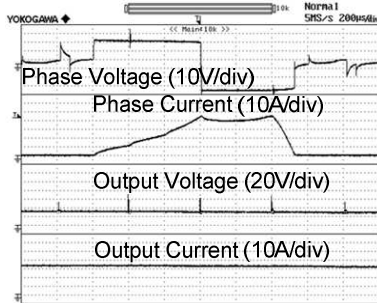 YOKOGAWA ◆
10k
Normal
5MS/s 200μs/div
<< Main:10k >>
Phase Voltage (10V/div)
Phase Current (10A/div)
Output Voltage (20V/div)
Output Current (10A/div)